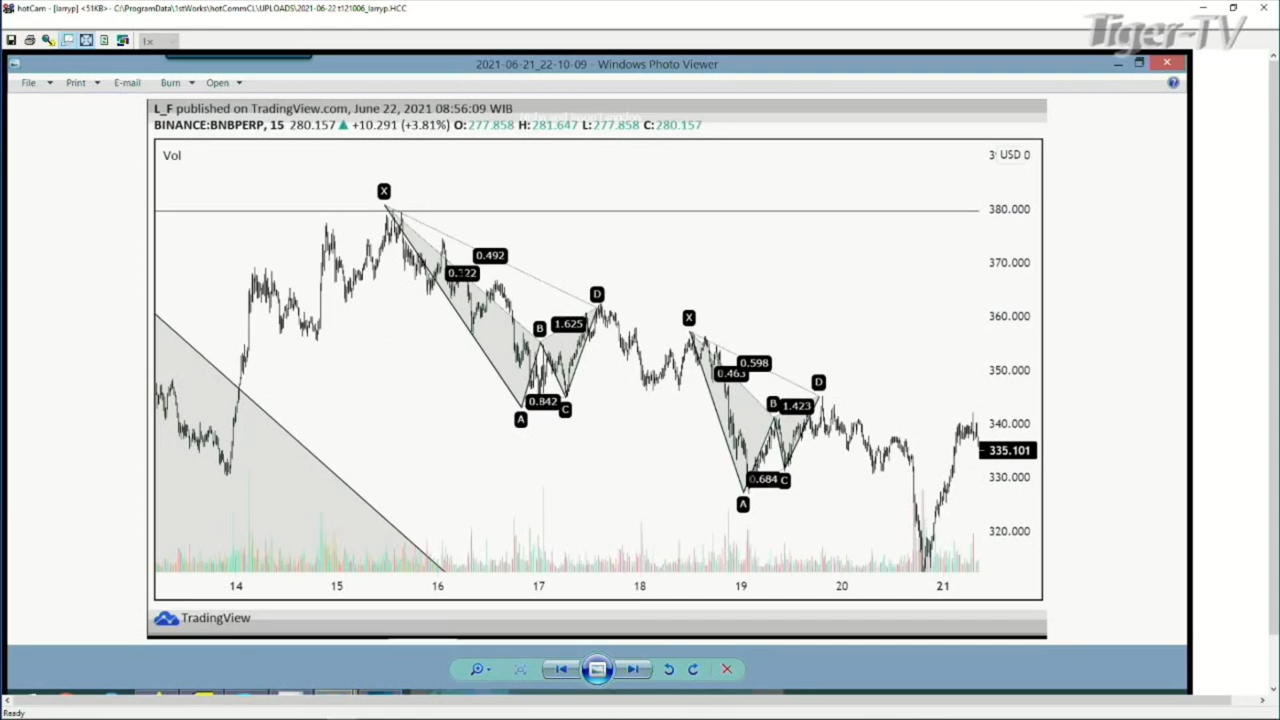 hotCam - [larryp] <51KB> - C:\ProgramData\1stWorks\hotCommCL\UPLOADS\2021-06-22 t121006_larryp.HCC
Tiger-TV
1x
2021-06-21_22-10-09 - Windows Photo Viewer
File Print E-mail Burn Open
L_F published on TradingView.com, June 22, 2021 08:56:09 WIB
BINANCE:BNBPERP, 15 280.157 ▲ +10.291 (+3.81%) O:277.858 H:281.647 L:277.858 C:280.157
Vol
USD
X
380.000
0.492
370.000
0.322
D
360.000
X
1.625
B
350.000
0.598
0.463
D
0.842
C
B
1.423
A
340.000
335.101
330.000
0.684
C
A
320.000
14 15 16 17 18 19 20 21
TradingView
Ready